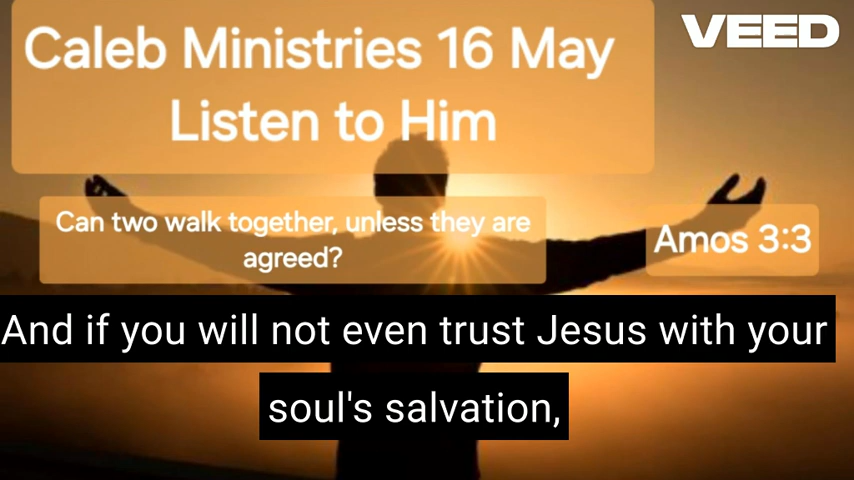 VEED
Caleb Ministries 16 May
Listen to Him
Can two walk together, unless they are
agreed?
Amos 3:3
And if you will not even trust Jesus with your
soul's salvation,